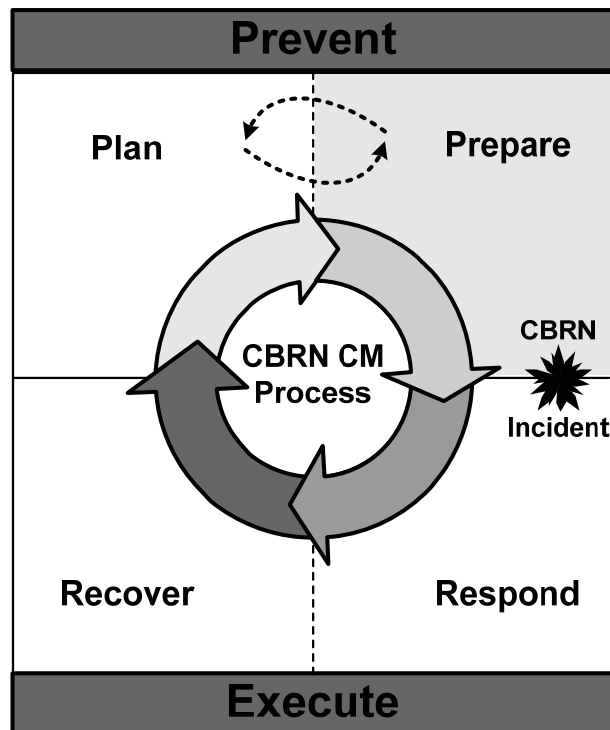 Prevent
Plan
Prepare
CBRN CM
Process
CBRN
Incident
Recover
Respond
Execute